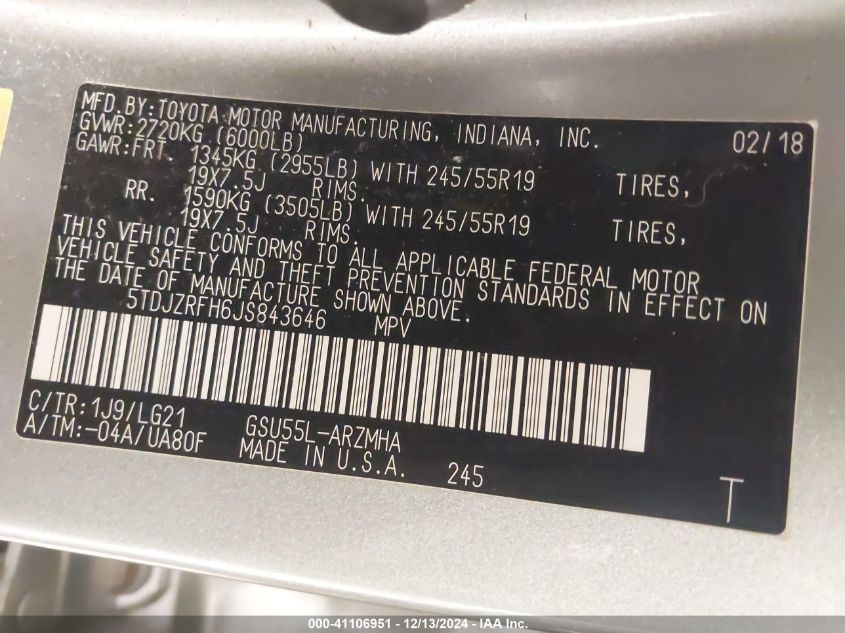 MFD. BY: TOYOTA MOTOR MANUFACTURING, INDIANA, INC. 02/18
GVWR: 2720KG (6000LB)
GAWR: FRT. 1345KG (2955LB) WITH 245/55R19 TIRES,
19X7.5J RIMS.
RR. 1590KG (3505LB) WITH 245/55R19 TIRES,
19X7.5J RIMS.
THIS VEHICLE CONFORMS TO ALL APPLICABLE FEDERAL MOTOR
VEHICLE SAFETY AND THEFT PREVENTION STANDARDS IN EFFECT ON
THE DATE OF MANUFACTURE SHOWN ABOVE.
5TDJZRFH6JS843646 MPV
C/TR: 1J9/LG21 GSU55L-ARZMHA
A/TM: -04A/UA80F MADE IN U.S.A. 245
T
000-41106951 - 12/13/2024 - IAA Inc.